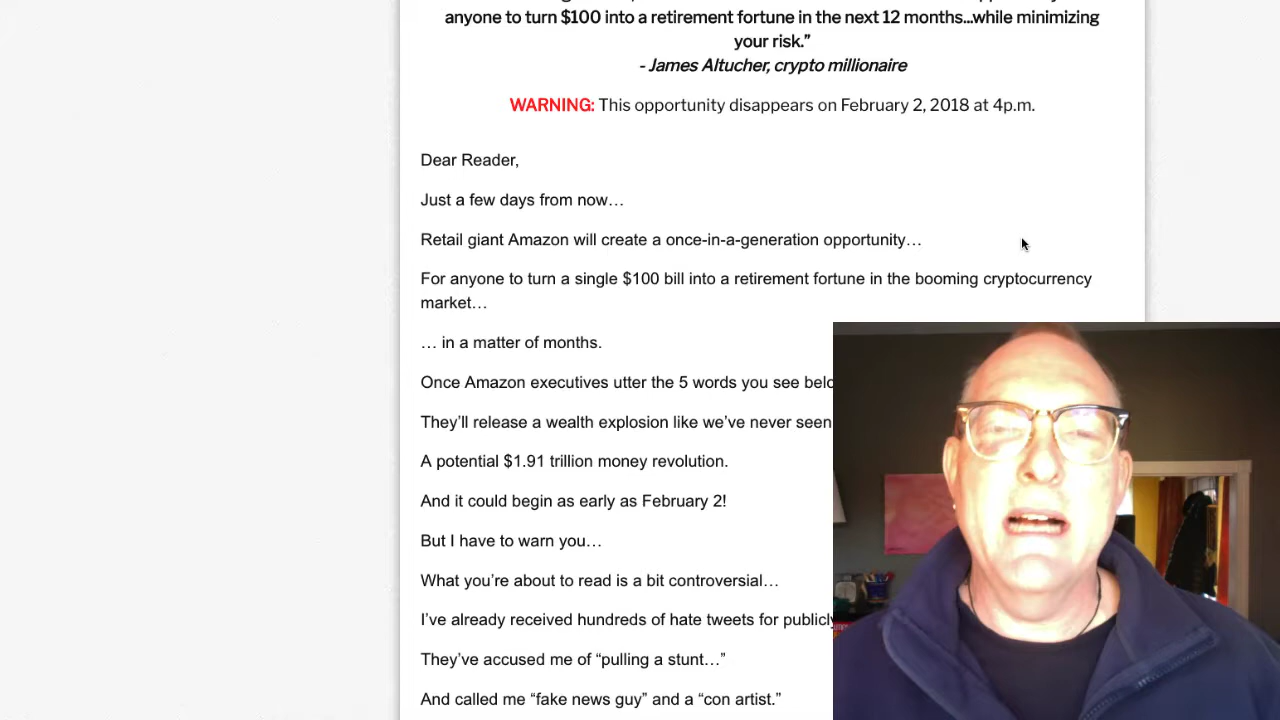 anyone to turn $100 into a retirement fortune in the next 12 months...while minimizing
your risk.”
- James Altucher, crypto millionaire
WARNING: This opportunity disappears on February 2, 2018 at 4p.m.
Dear Reader,
Just a few days from now…
Retail giant Amazon will create a once-in-a-generation opportunity…
For anyone to turn a single $100 bill into a retirement fortune in the booming cryptocurrency
market…
… in a matter of months.
Once Amazon executives utter the 5 words you see
They’ll release a wealth explosion like we’ve never seen
A potential $1.91 trillion money revolution.
And it could begin as early as February 2!
But I have to warn you…
What you’re about to read is a bit controversial…
I’ve already received hundreds of hate tweets for
They’ve accused me of “pulling a stunt…”
And called me “fake news guy” and a “con artist.”